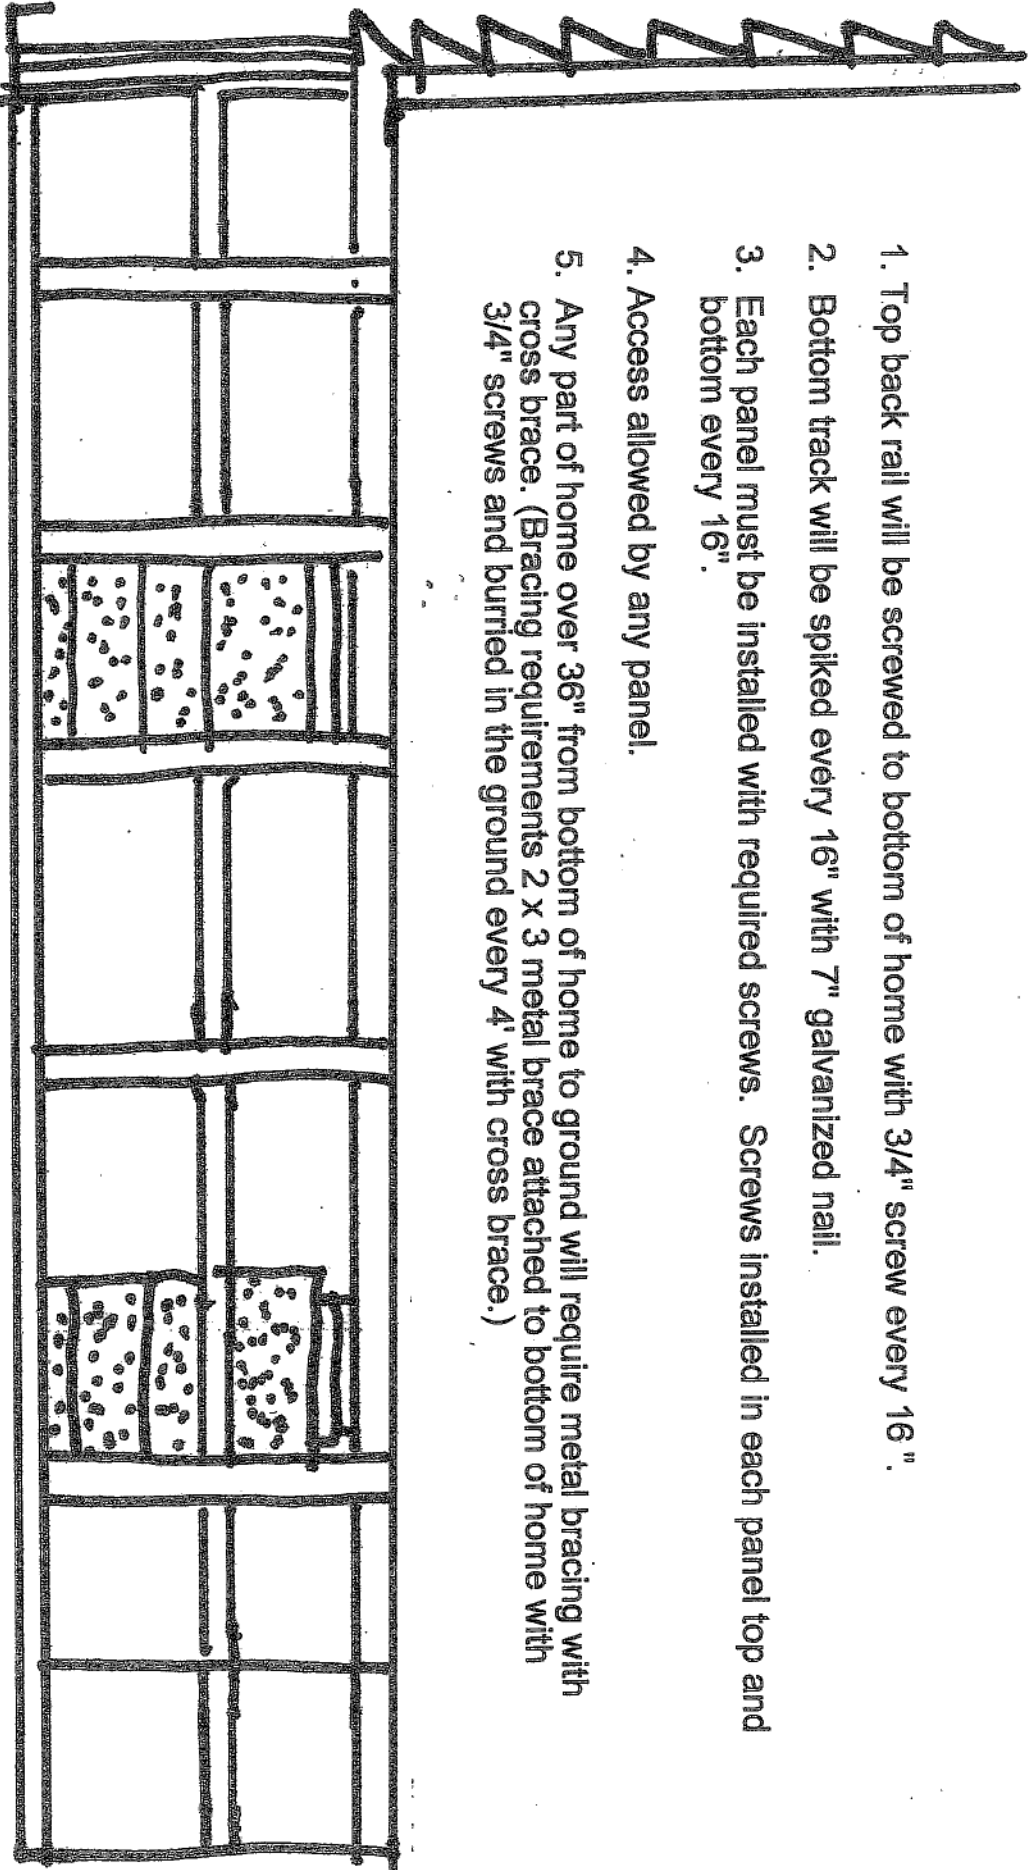 1. Top back rail will be screwed to bottom of home with 3/4" screw every 16 ".
2. Bottom track will be spiked every 16" with 7" galvanized nail.
3. Each panel must be installed with required screws. Screws installed in each panel top and
bottom every 16".
4. Access allowed by any panel.
5. Any part of home over 36" from bottom of home to ground will require metal bracing with
cross brace. (Bracing requirements 2 x 3 metal brace attached to bottom of home with
3/4" screws and burried in the ground every 4' with cross brace.)